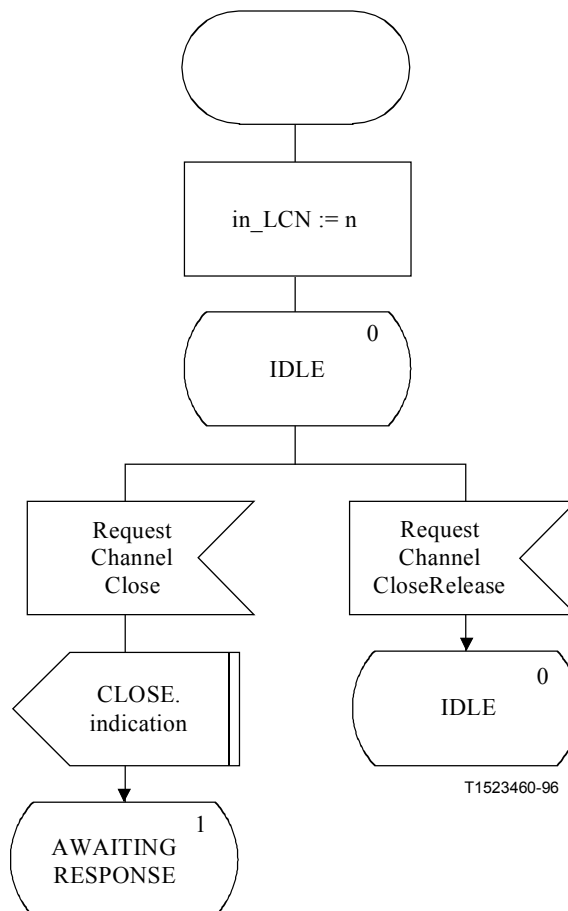 in_LCN := n
0
IDLE
Request
Channel
Close
Request
Channel
CloseRelease
CLOSE.
indication
0
IDLE
T1523460-96
1
AWAITING
RESPONSE